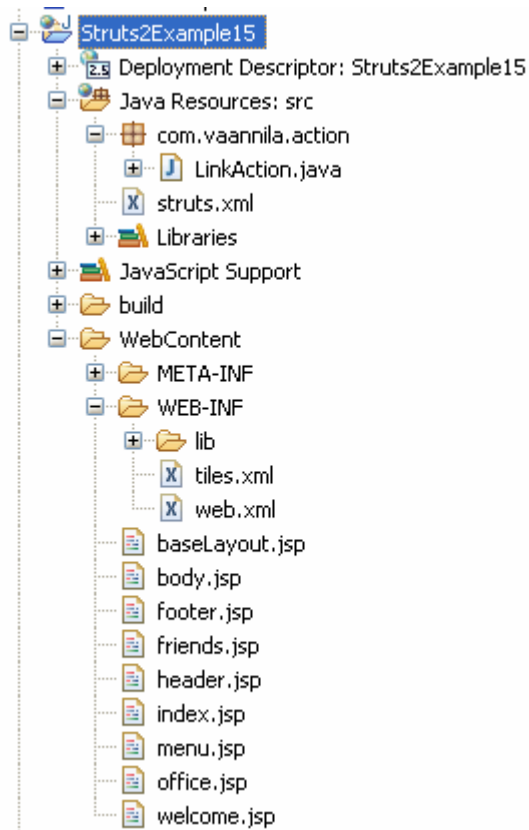 Struts2Example15
2.5 Deployment Descriptor: Struts2Example15
Java Resources: src
com.vaannila.action
J LinkAction.java
X struts.xml
Libraries
JavaScript Support
build
WebContent
META-INF
WEB-INF
lib
X tiles.xml
X web.xml
baseLayout.jsp
body.jsp
footer.jsp
friends.jsp
header.jsp
index.jsp
menu.jsp
office.jsp
welcome.jsp